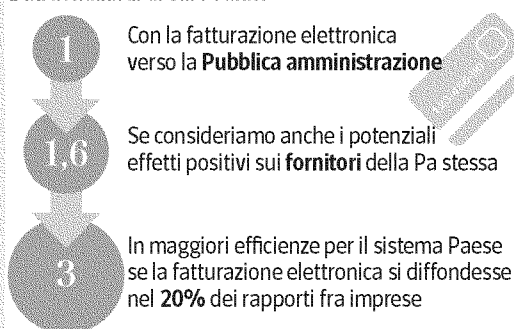 1
Con la fatturazione elettronica
verso la Pubblica amministrazione
1,6
Se consideriamo anche i potenziali
effetti positivi sui fornitori della Pa stessa
3
In maggiori efficienze per il sistema Paese
se la fatturazione elettronica si diffondesse
nel 20% dei rapporti fra imprese